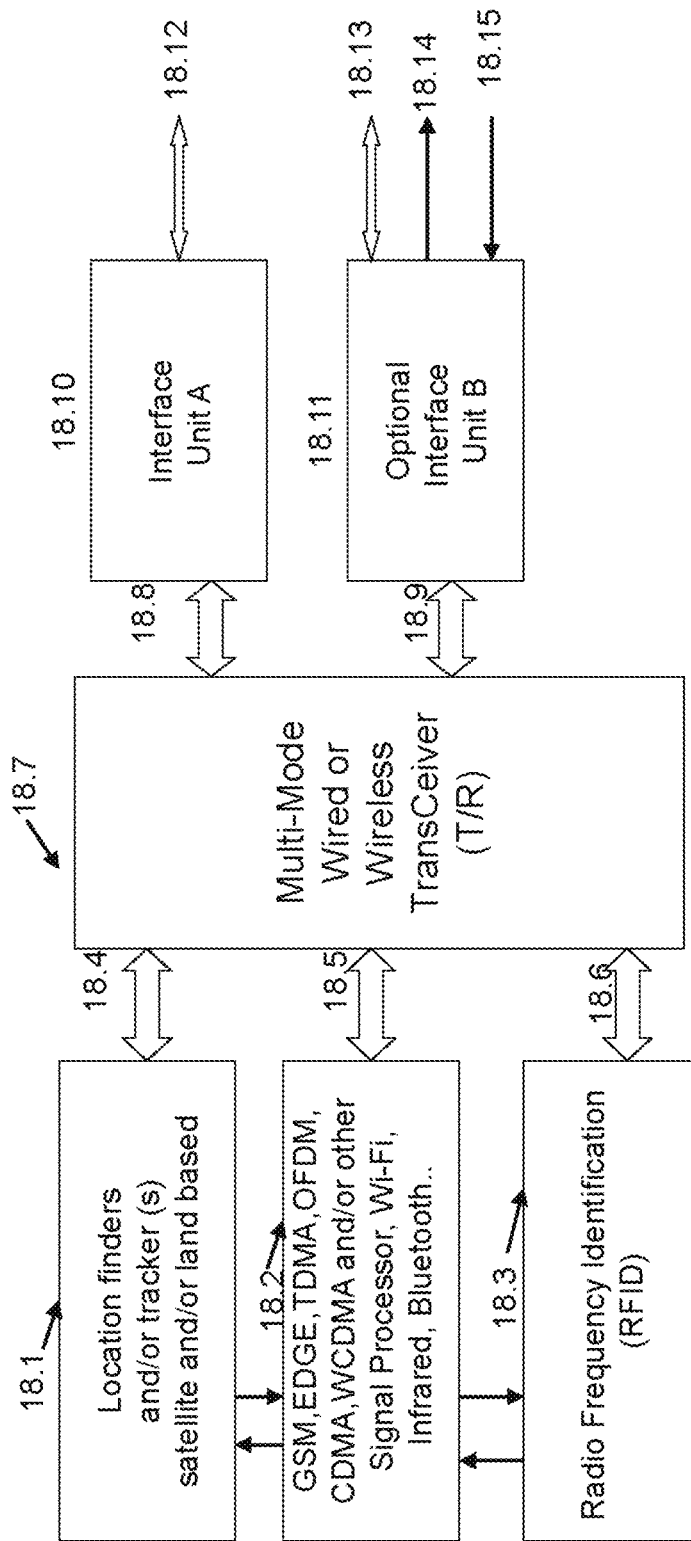 18.1
Location finders
and/or tracker (s)
satellite and/or land based
18.2
GSM,EDGE,TDMA,OFDM,
CDMA,WCDMA and/or other
Signal Processor, Wi-Fi,
Infrared, Bluetooth..
18.3
Radio Frequency Identification
(RFID)
18.4
18.5
18.6
18.7
Multi-Mode
Wired or
Wireless
TransCeiver
(T/R)
18.8
18.9
18.10
Interface
Unit A
18.11
Optional
Interface
Unit B
18.12
18.13
18.14
18.15